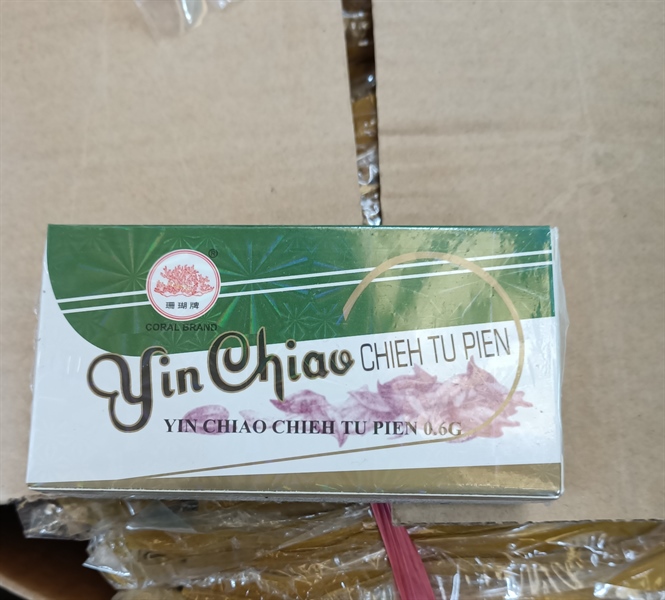 ®
珊瑚牌
CORAL BRAND
Yin Chiao CHIEH TU PIEN
YIN CHIAO CHIEH TU PIEN 0.6G